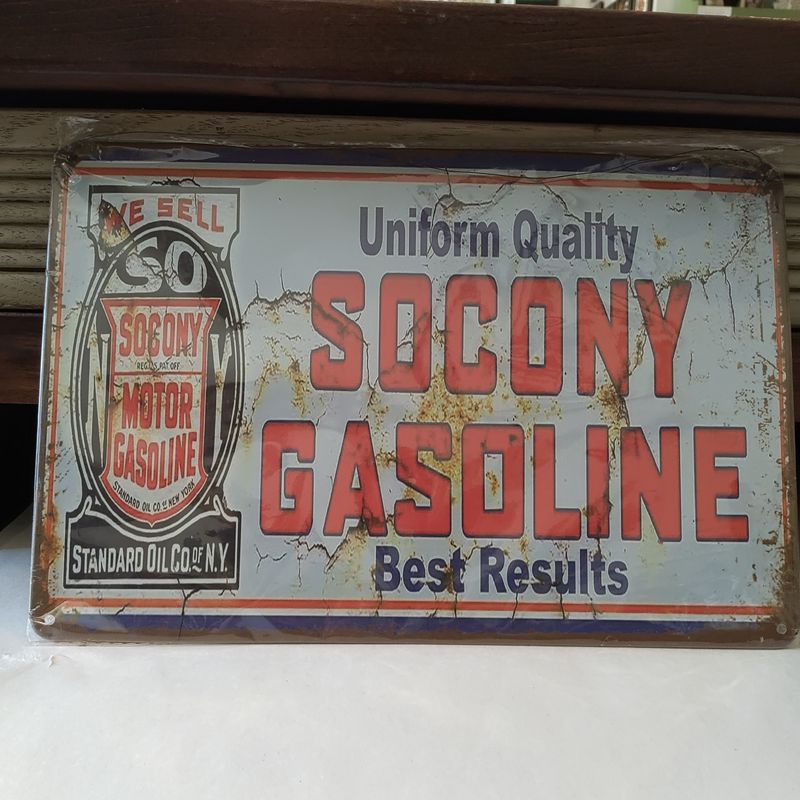 WE SELL
SO
SOCONY
REG. U.S. PAT. OFF.
MOTOR
GASOLINE
STANDARD OIL CO. OF NEW YORK
STANDARD OIL CO. OF N.Y.
Uniform Quality
SOCONY
GASOLINE
Best Results